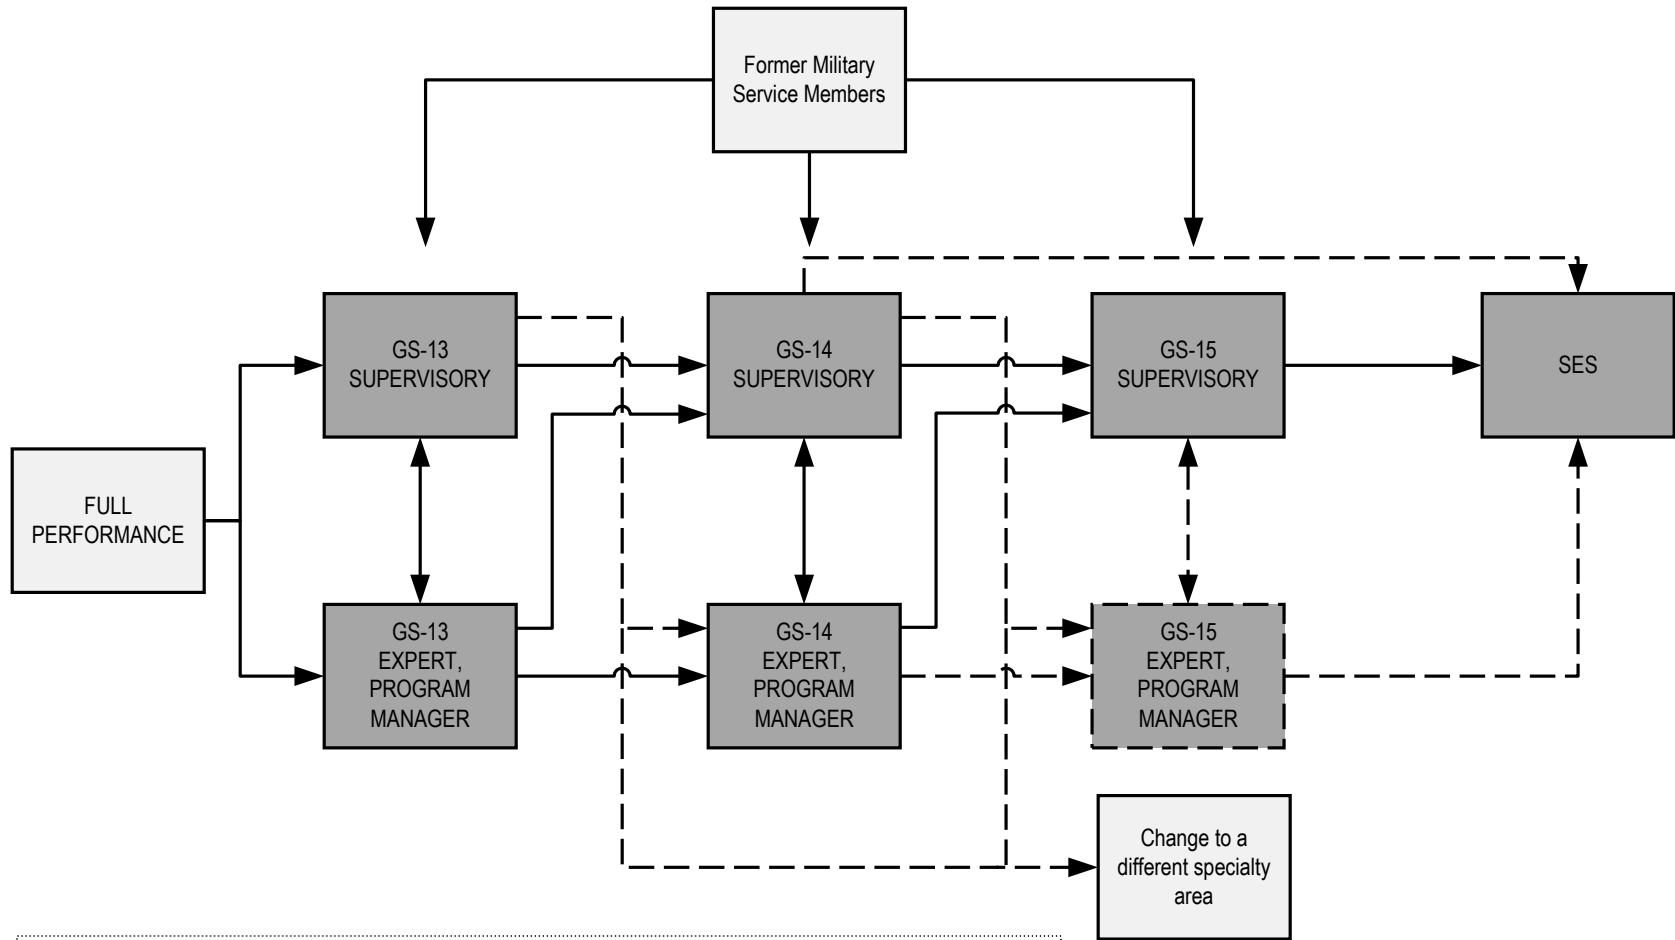 Former Military
Service Members
GS-13
SUPERVISORY
GS-14
SUPERVISORY
GS-15
SUPERVISORY
SES
FULL
PERFORMANCE
GS-13
EXPERT,
PROGRAM
MANAGER
GS-14
EXPERT,
PROGRAM
MANAGER
GS-15
EXPERT,
PROGRAM
MANAGER
Change to a
different specialty
area